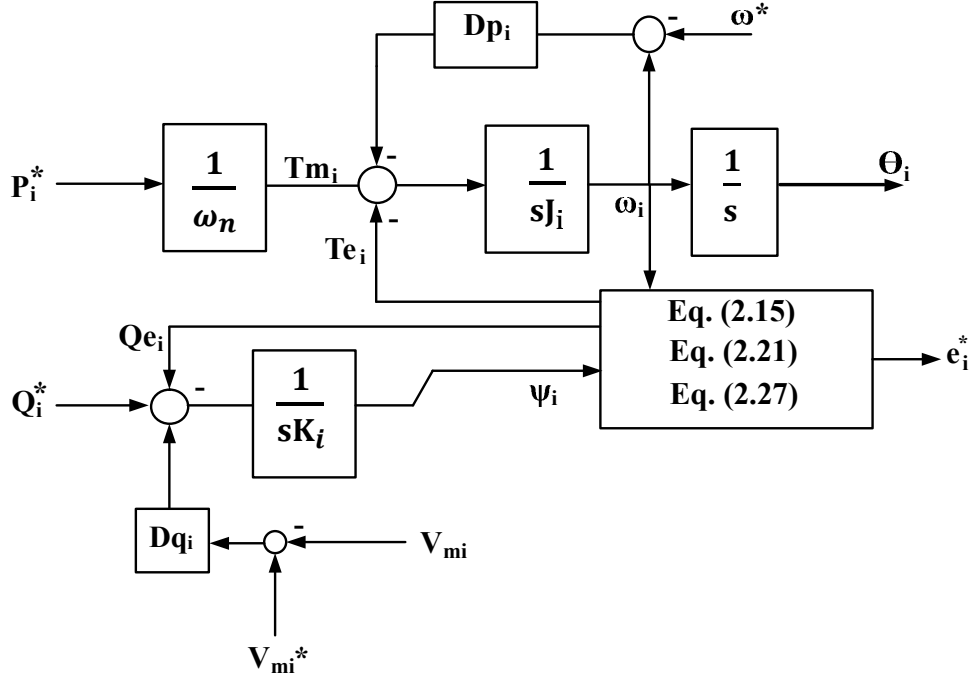 Dp_i
-
ω*
P_i^*
1
ω_n
Tm_i
-
-
1
sJ_i
ω_i
1
s
Θ_i
Te_i
Qe_i
Eq. (2.15)
Eq. (2.21)
Eq. (2.27)
e_i^*
Q_i^*
-
1
sK_i
ψ_i
Dq_i
-
V_mi
V_mi*